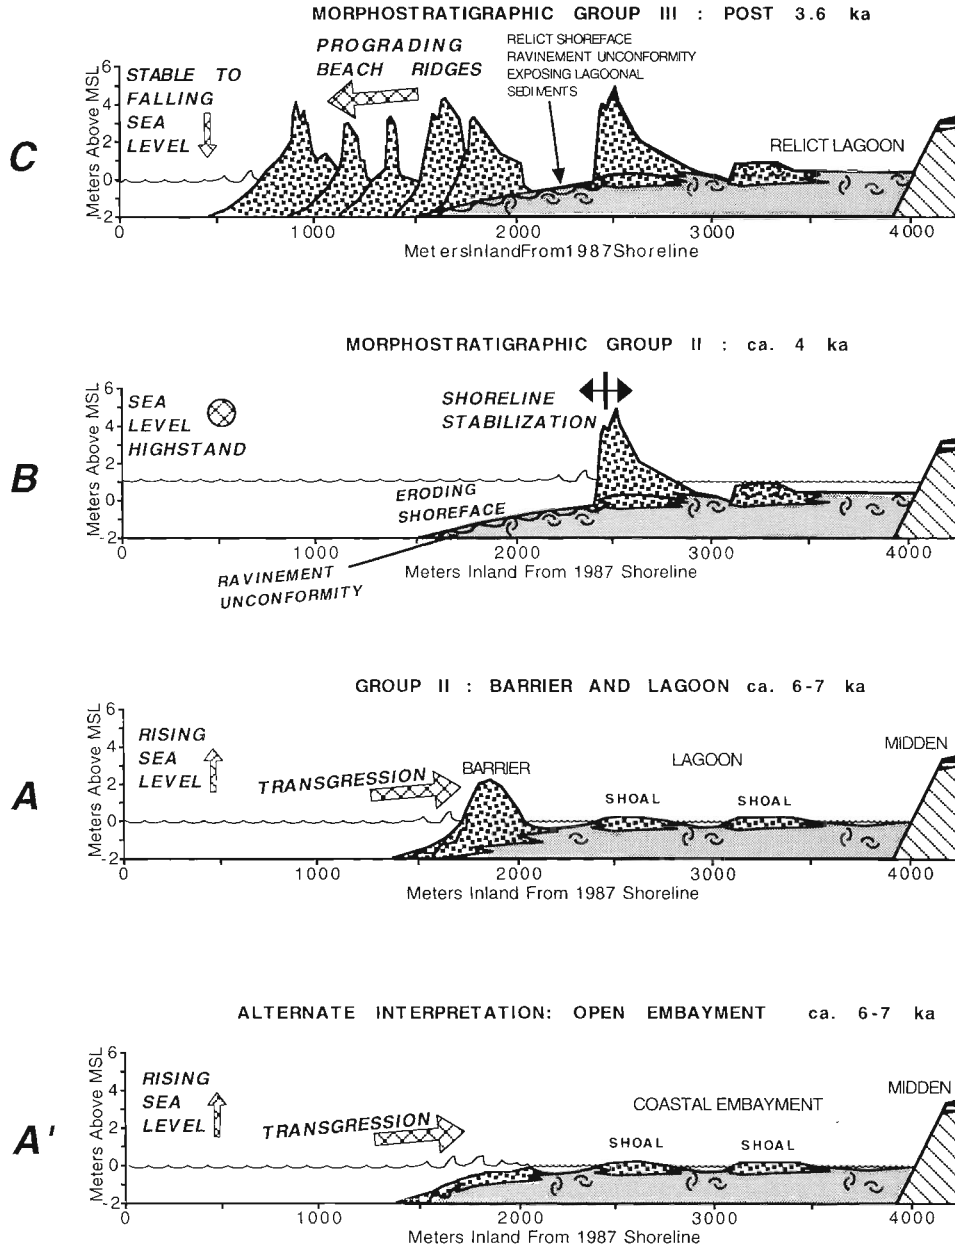 MORPHOSTRATIGRAPHIC GROUP III : POST 3.6 ka
C
Meters Above MSL
6
4
2
0
-2
STABLE TO
FALLING
SEA
LEVEL
PROGRADING
BEACH RIDGES
RELICT SHOREFACE
RAVINEMENT UNCONFORMITY
EXPOSING LAGOONAL
SEDIMENTS
RELICT LAGOON
0 1000 2000 3000 4000
MetersInlandFrom1987Shoreline
MORPHOSTRATIGRAPHIC GROUP II : ca. 4 ka
B
Meters Above MSL
6
4
2
0
-2
SEA
LEVEL
HIGHSTAND
SHORELINE
STABILIZATION
ERODING
SHOREFACE
RAVINEMENT
UNCONFORMITY
0 1000 2000 3000 4000
Meters Inland From 1987 Shoreline
GROUP II : BARRIER AND LAGOON ca. 6-7 ka
A
Meters Above MSL
6
4
2
0
-2
RISING
SEA
LEVEL
TRANSGRESSION
BARRIER
LAGOON
MIDDEN
SHOAL
SHOAL
0 1000 2000 3000 4000
Meters Inland From 1987 Shoreline
ALTERNATE INTERPRETATION: OPEN EMBAYMENT ca. 6-7 ka
A'
Meters Above MSL
6
4
2
0
-2
RISING
SEA
LEVEL
TRANSGRESSION
COASTAL EMBAYMENT
MIDDEN
SHOAL
SHOAL
0 1000 2000 3000 4000
Meters Inland From 1987 Shoreline